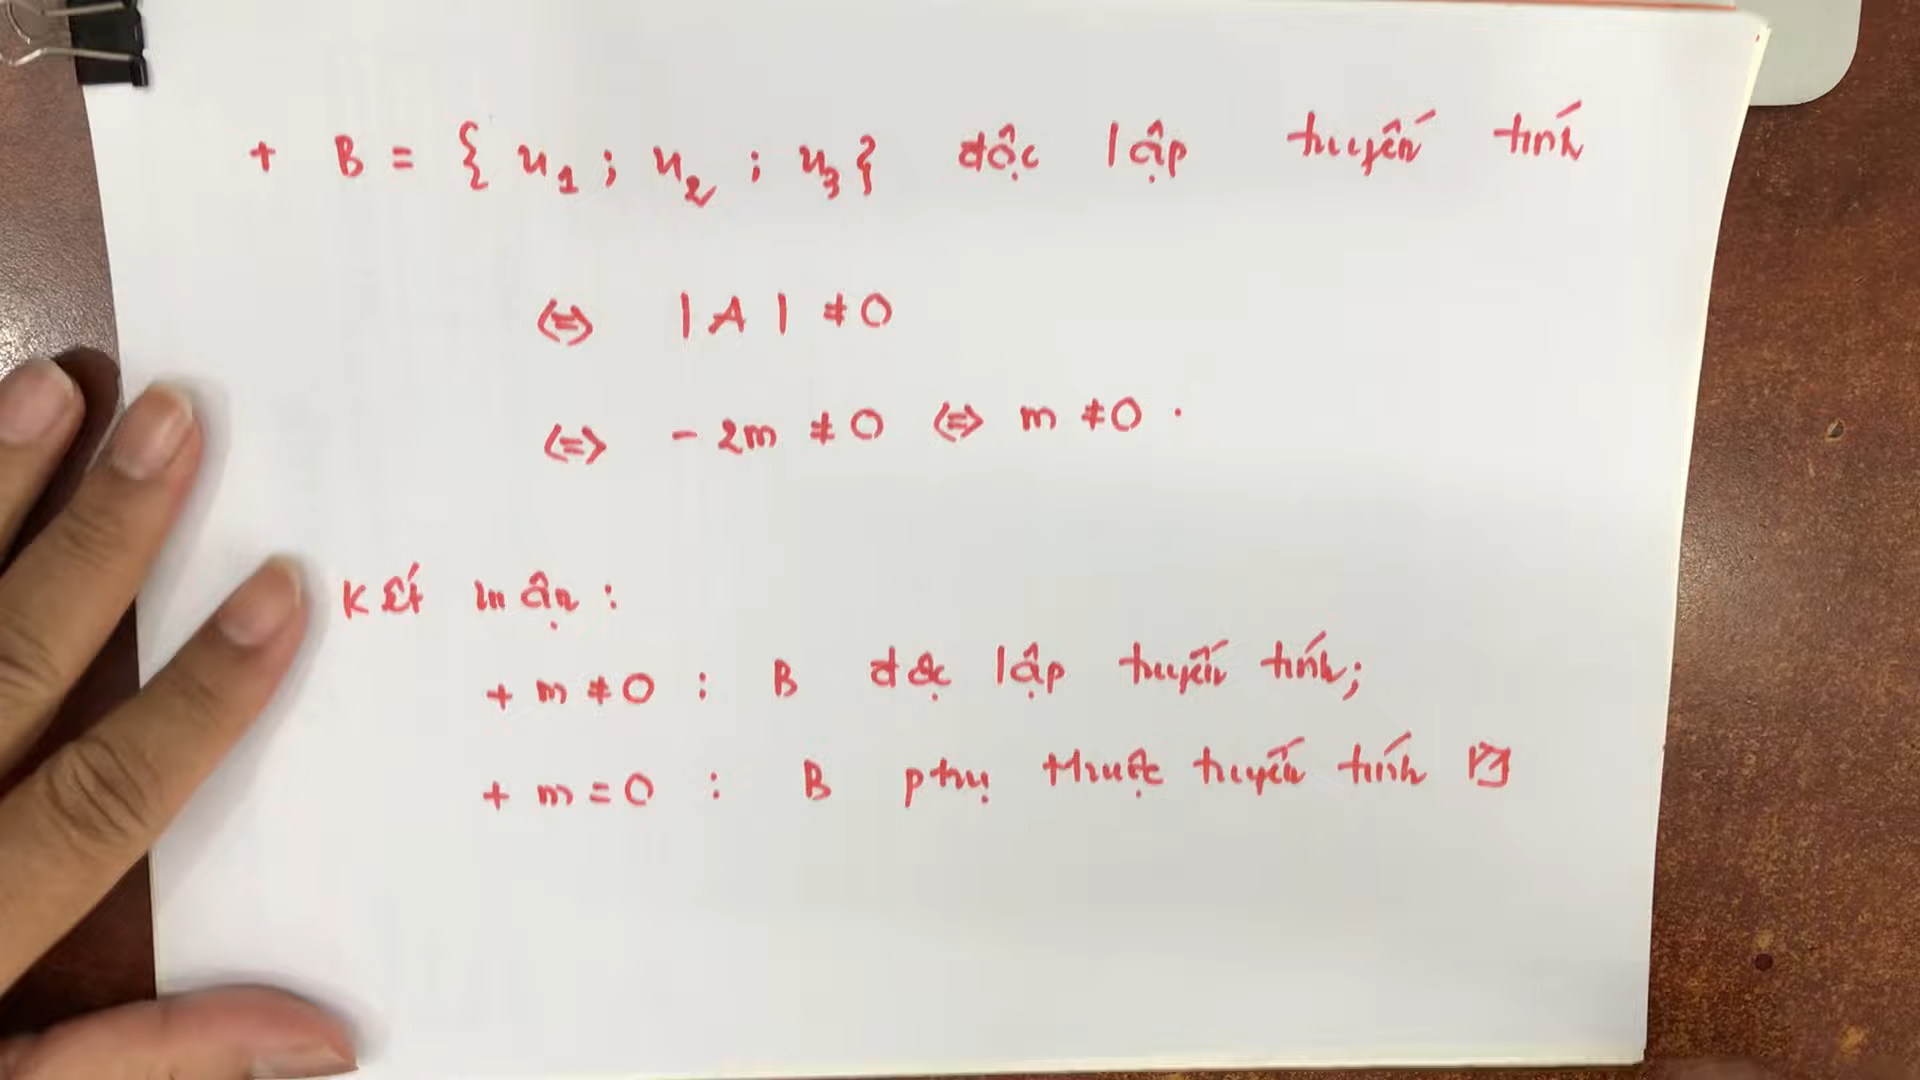 + B = { u₁ ; u₂ ; u₃ } độc lập tuyến tính
⇔ | A | ≠ 0
⇔ - 2m ≠ 0 ⇔ m ≠ 0 .
Kết luận :
+ m ≠ 0 : B độc lập tuyến tính;
+ m = 0 : B phụ thuộc tuyến tính